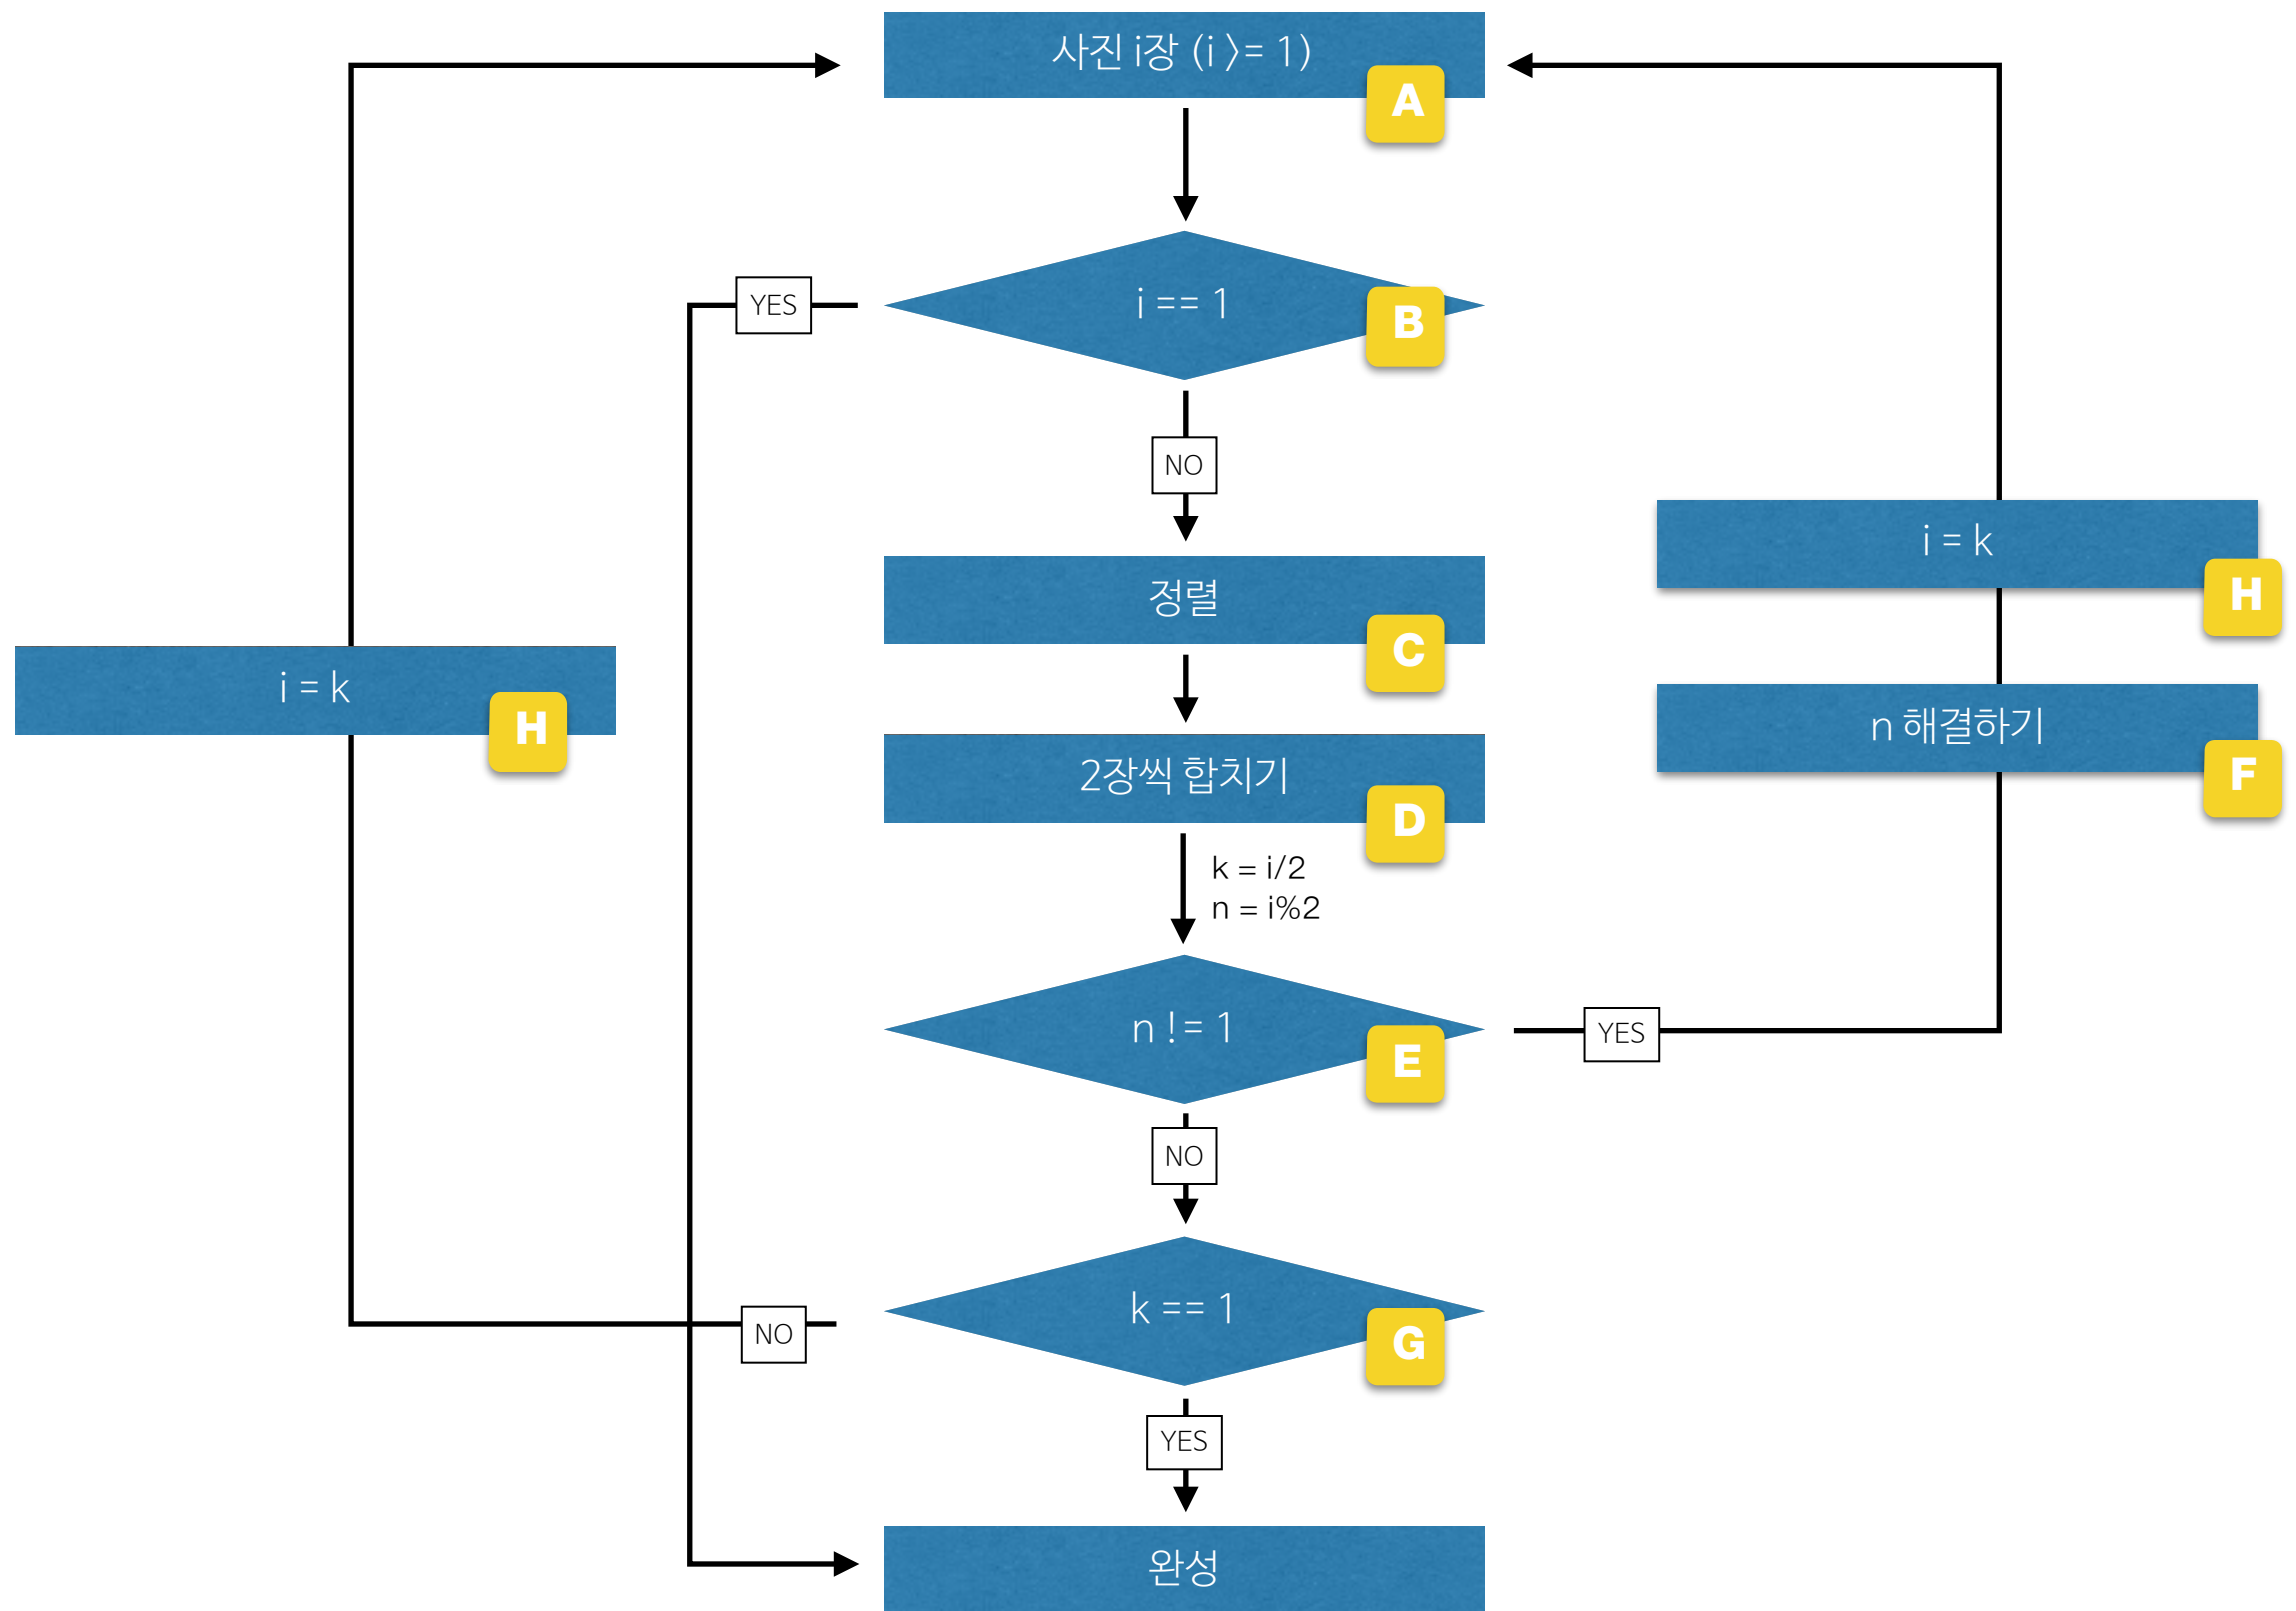 사진 i장 (i >= 1)
A
i == 1
B
YES
NO
정렬
C
i = k
H
i = k
H
2장씩 합치기
D
n 해결하기
F
k = i/2
n = i%2
n != 1
E
YES
NO
k == 1
G
NO
YES
완성